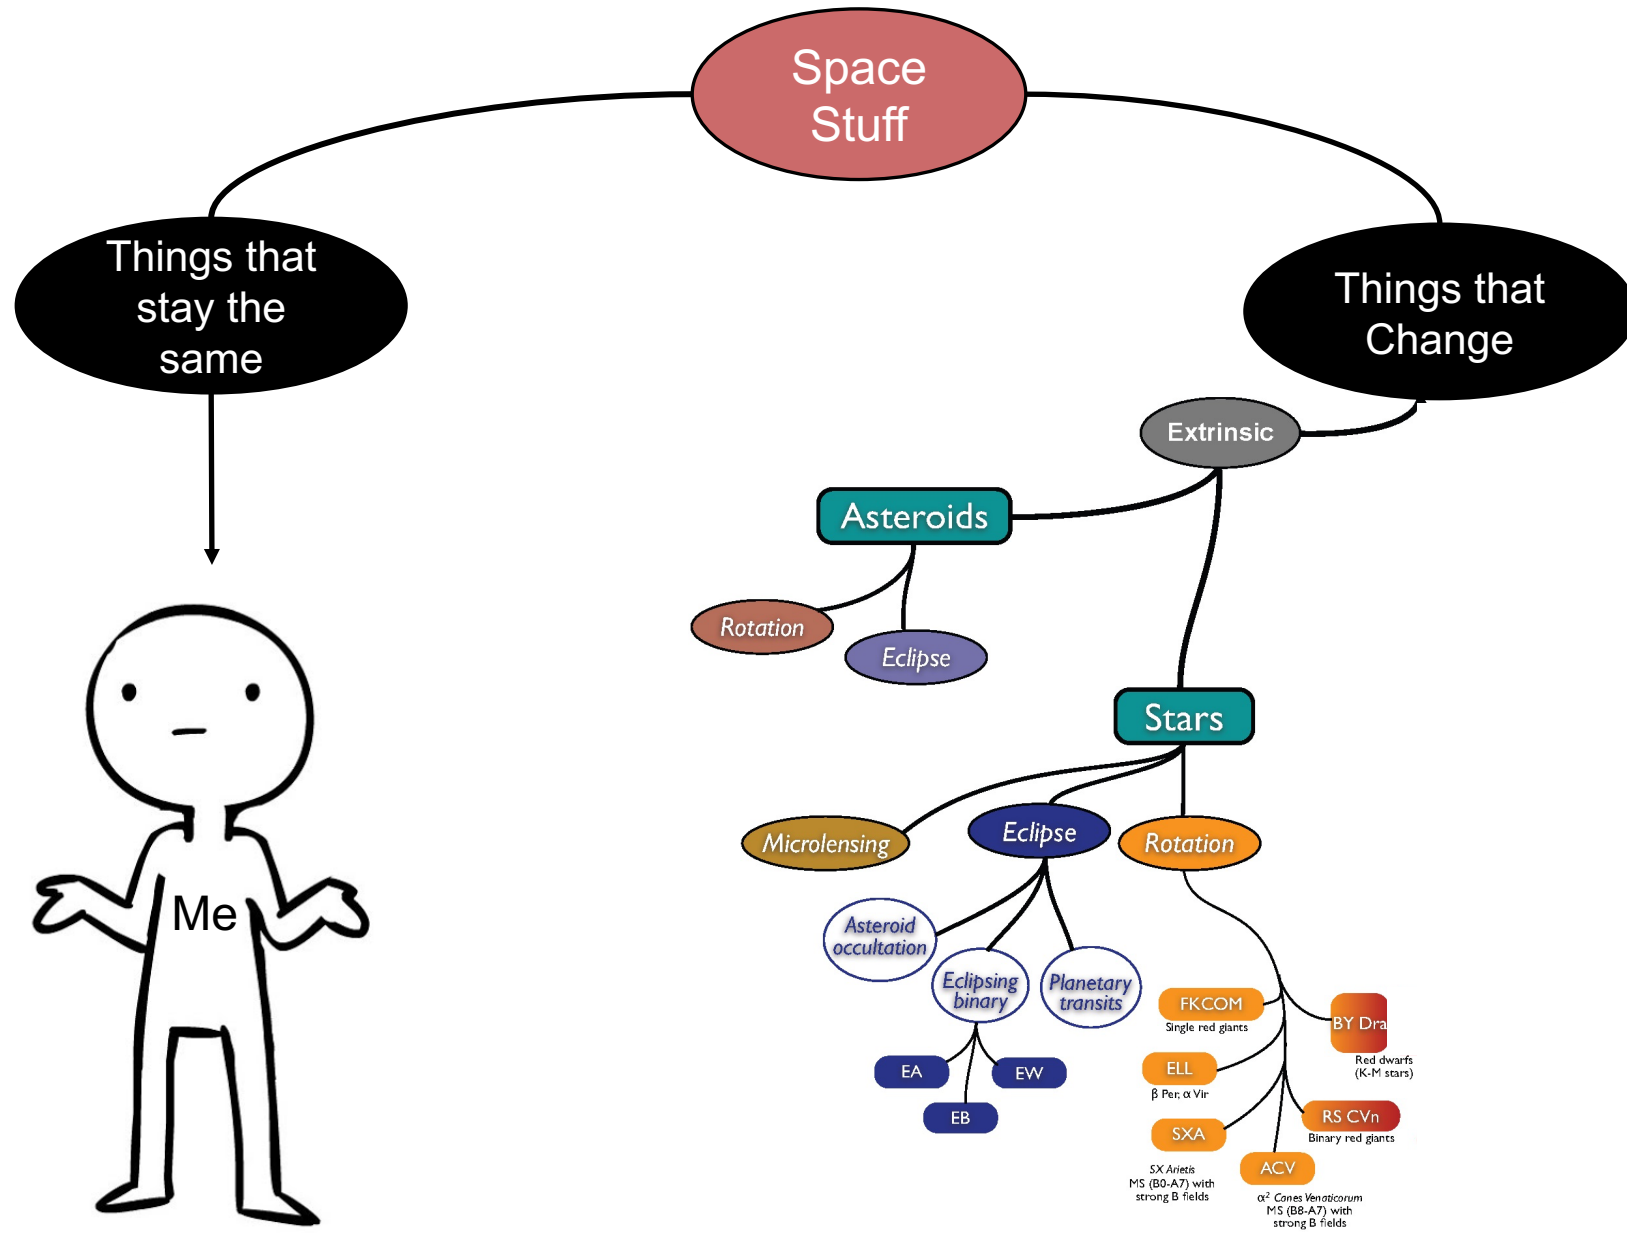 Space
Stuff
Things that
stay the
same
Things that
Change
Extrinsic
Asteroids
Rotation
Eclipse
Stars
Microlensing
Eclipse
Rotation
Asteroid
occultation
Eclipsing
binary
Planetary
transits
EA
EB
EW
FKCOM
Single red giants
ELL
β Per, α Vir
SXA
SX Arietis
MS (B0-A7) with
strong B fields
ACV
α² Canes Venaticorum
MS (B8-A7) with
strong B fields
RS CVn
Binary red giants
BY Dra
Red dwarfs
(K-M stars)
Me